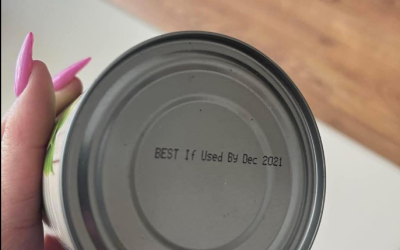 BEST If Used By Dec 2021